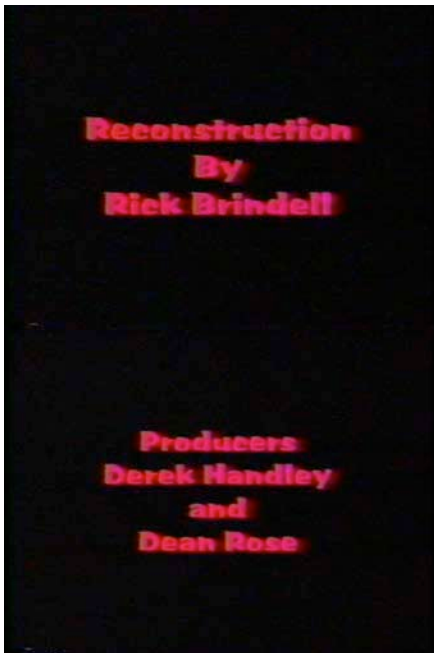 Reconstruction
By
Rick Brindell
Producers
Derek Handley
and
Dean Rose